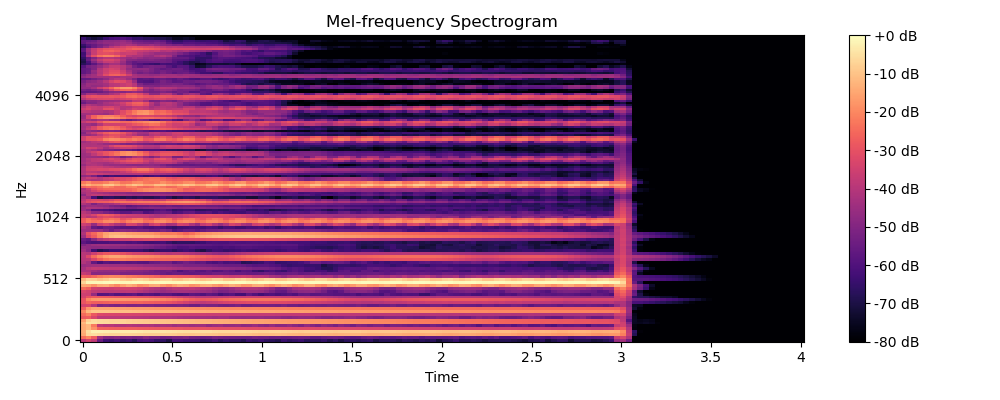 Mel-frequency Spectrogram
Hz
4096
2048
1024
512
0
0
0.5
1
1.5
2
2.5
3
3.5
4
Time
+0 dB
-10 dB
-20 dB
-30 dB
-40 dB
-50 dB
-60 dB
-70 dB
-80 dB